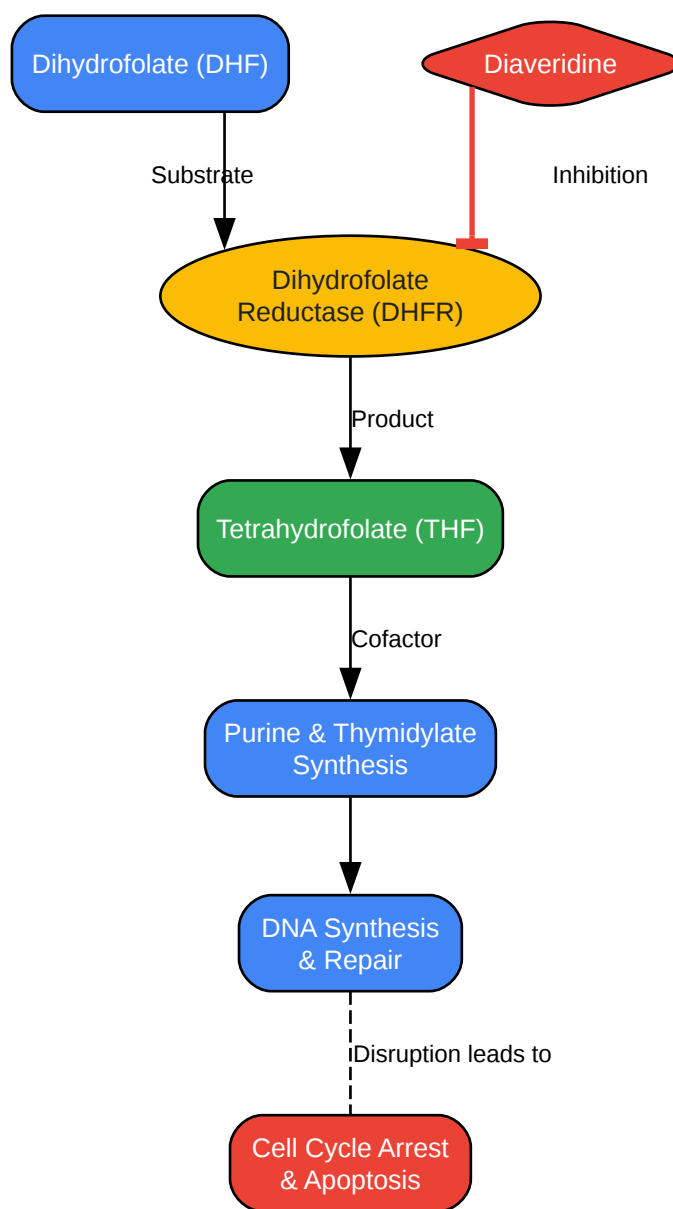 Dihydrofolate (DHF)
Diaveridine
Substrate
Inhibition
Dihydrofolate
Reductase (DHFR)
Product
Tetrahydrofolate (THF)
Cofactor
Purine & Thymidylate
Synthesis
DNA Synthesis
& Repair
Disruption leads to
Cell Cycle Arrest
& Apoptosis